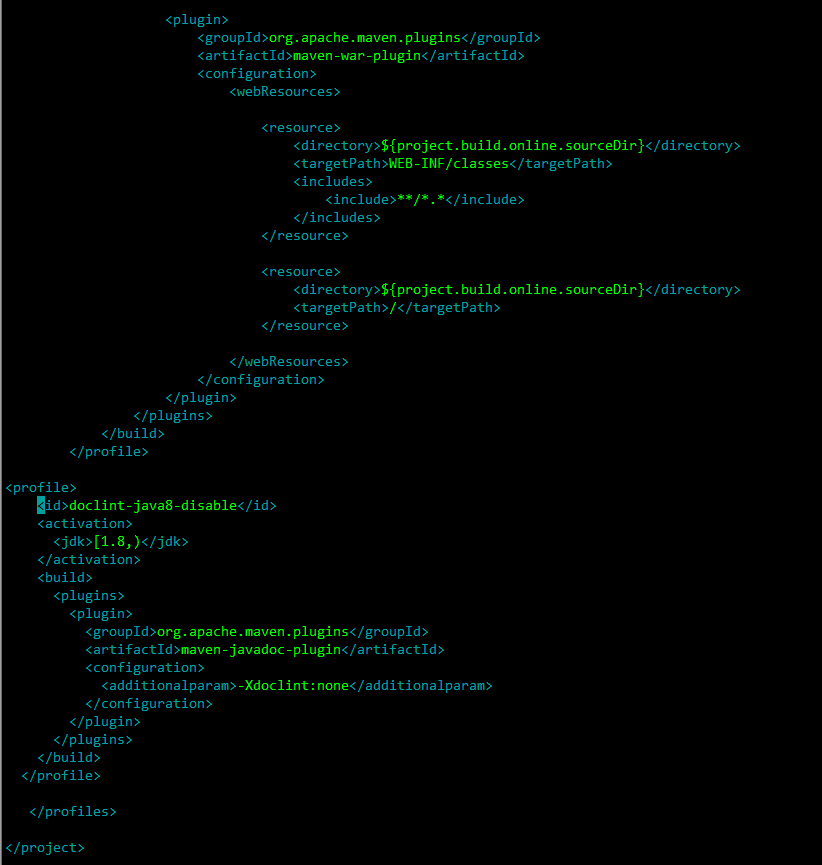 <plugin>
<groupId>org.apache.maven.plugins</groupId>
<artifactId>maven-war-plugin</artifactId>
<configuration>
<webResources>
<resource>
<directory>${project.build.online.sourceDir}</directory>
<targetPath>WEB-INF/classes</targetPath>
<includes>
<include>**/*.*</include>
</includes>
</resource>
<resource>
<directory>${project.build.online.sourceDir}</directory>
<targetPath>/</targetPath>
</resource>
</webResources>
</configuration>
</plugin>
</plugins>
</build>
</profile>
<profile>
<id>doclint-java8-disable</id>
<activation>
<jdk>[1.8,)</jdk>
</activation>
<build>
<plugins>
<plugin>
<groupId>org.apache.maven.plugins</groupId>
<artifactId>maven-javadoc-plugin</artifactId>
<configuration>
<additionalparam>-Xdoclint:none</additionalparam>
</configuration>
</plugin>
</plugins>
</build>
</profile>
</profiles>
</project>